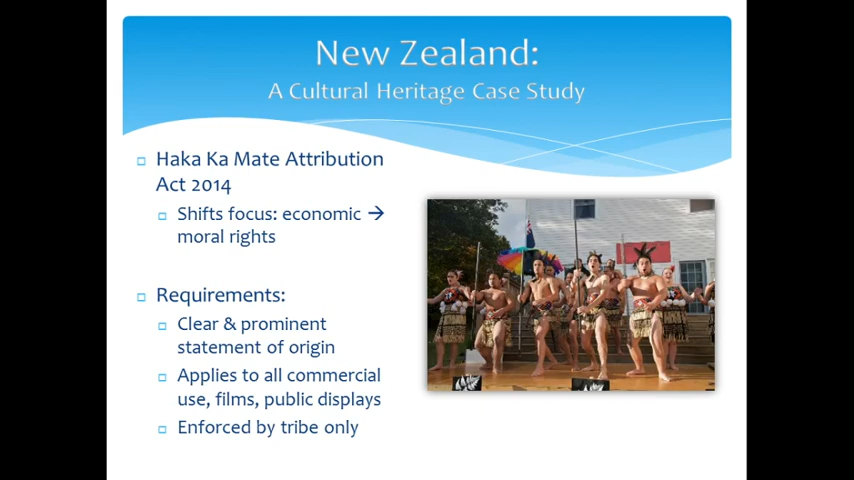 New Zealand:
A Cultural Heritage Case Study
Haka Ka Mate Attribution
Act 2014
Shifts focus: economic →
moral rights
Requirements:
Clear & prominent
statement of origin
Applies to all commercial
use, films, public displays
Enforced by tribe only